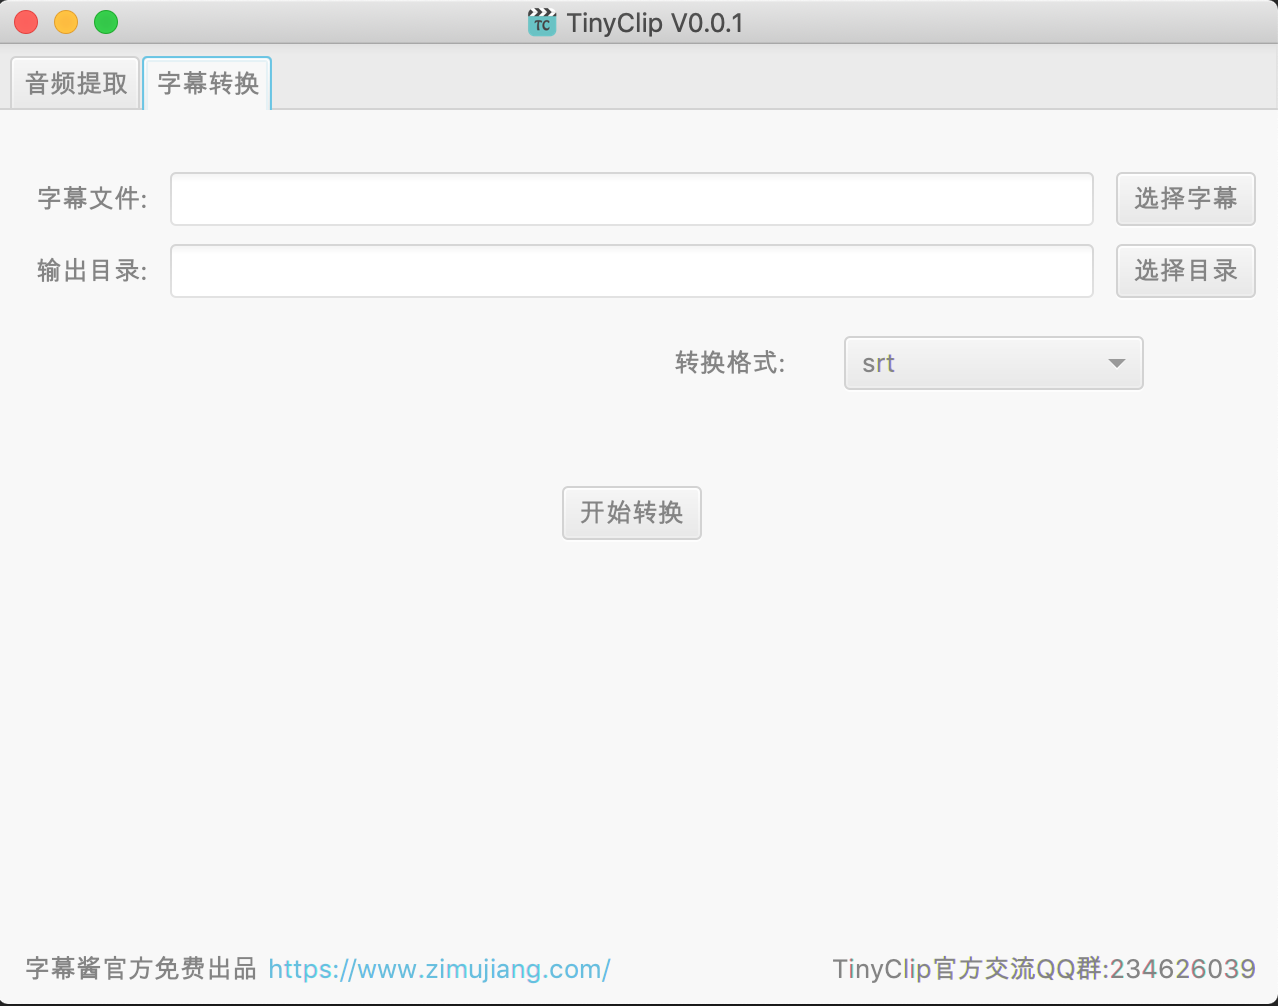 TC TinyClip V0.0.1
音频提取 字幕转换
字幕文件: 选择字幕
输出目录: 选择目录
转换格式: srt
开始转换
字幕酱官方免费出品 https://www.zimujiang.com/ TinyClip官方交流QQ群:234626039